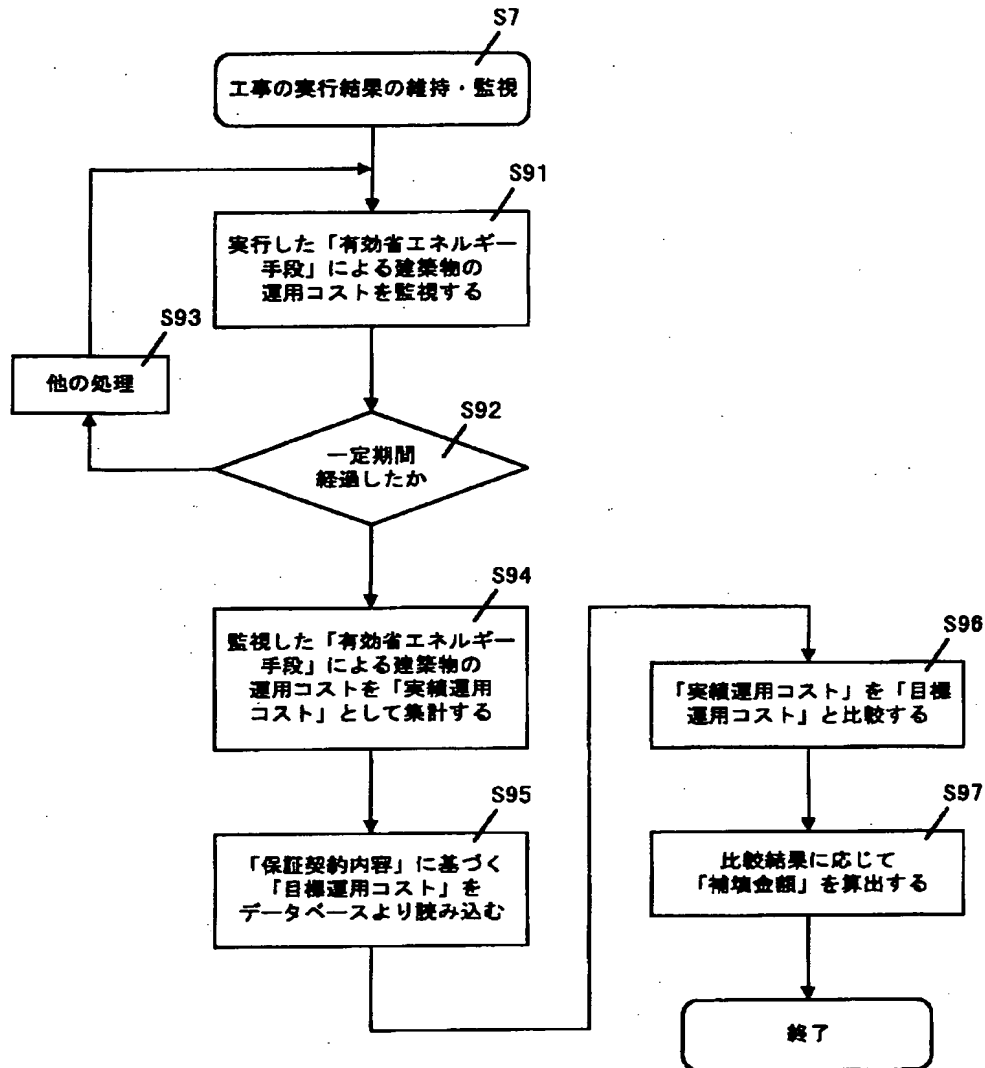 S7
工事の実行結果の維持・監視
S91
実行した「有効省エネルギー
手段」による建築物の
運用コストを監視する
S93
他の処理
S92
一定期間
経過したか
S94
監視した「有効省エネルギー
手段」による建築物の
運用コストを「実績運用
コスト」として集計する
S95
「保証契約内容」に基づく
「目標運用コスト」を
データベースより読み込む
S96
「実績運用コスト」を「目標
運用コスト」と比較する
S97
比較結果に応じて
「補填金額」を算出する
終了